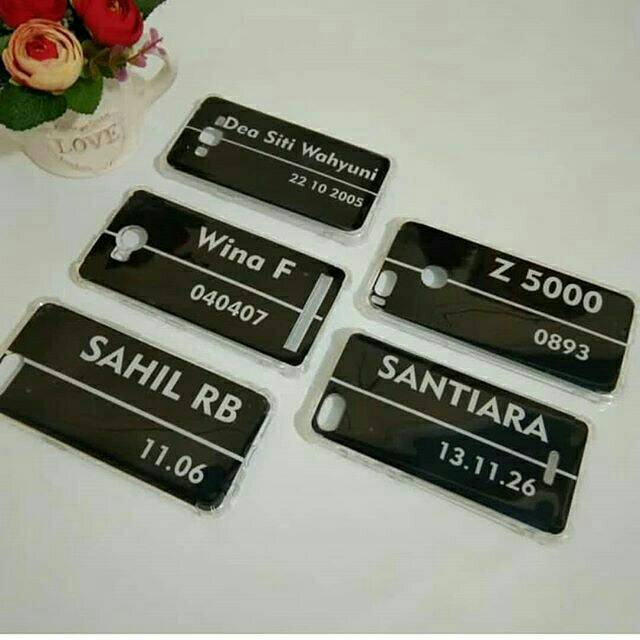 LOVE
Dea Siti Wahyuni
22 10 2005
Wina F
040407
Z 5000
0893
SAHIL RB
11.06
SANTIARA
13.11.26